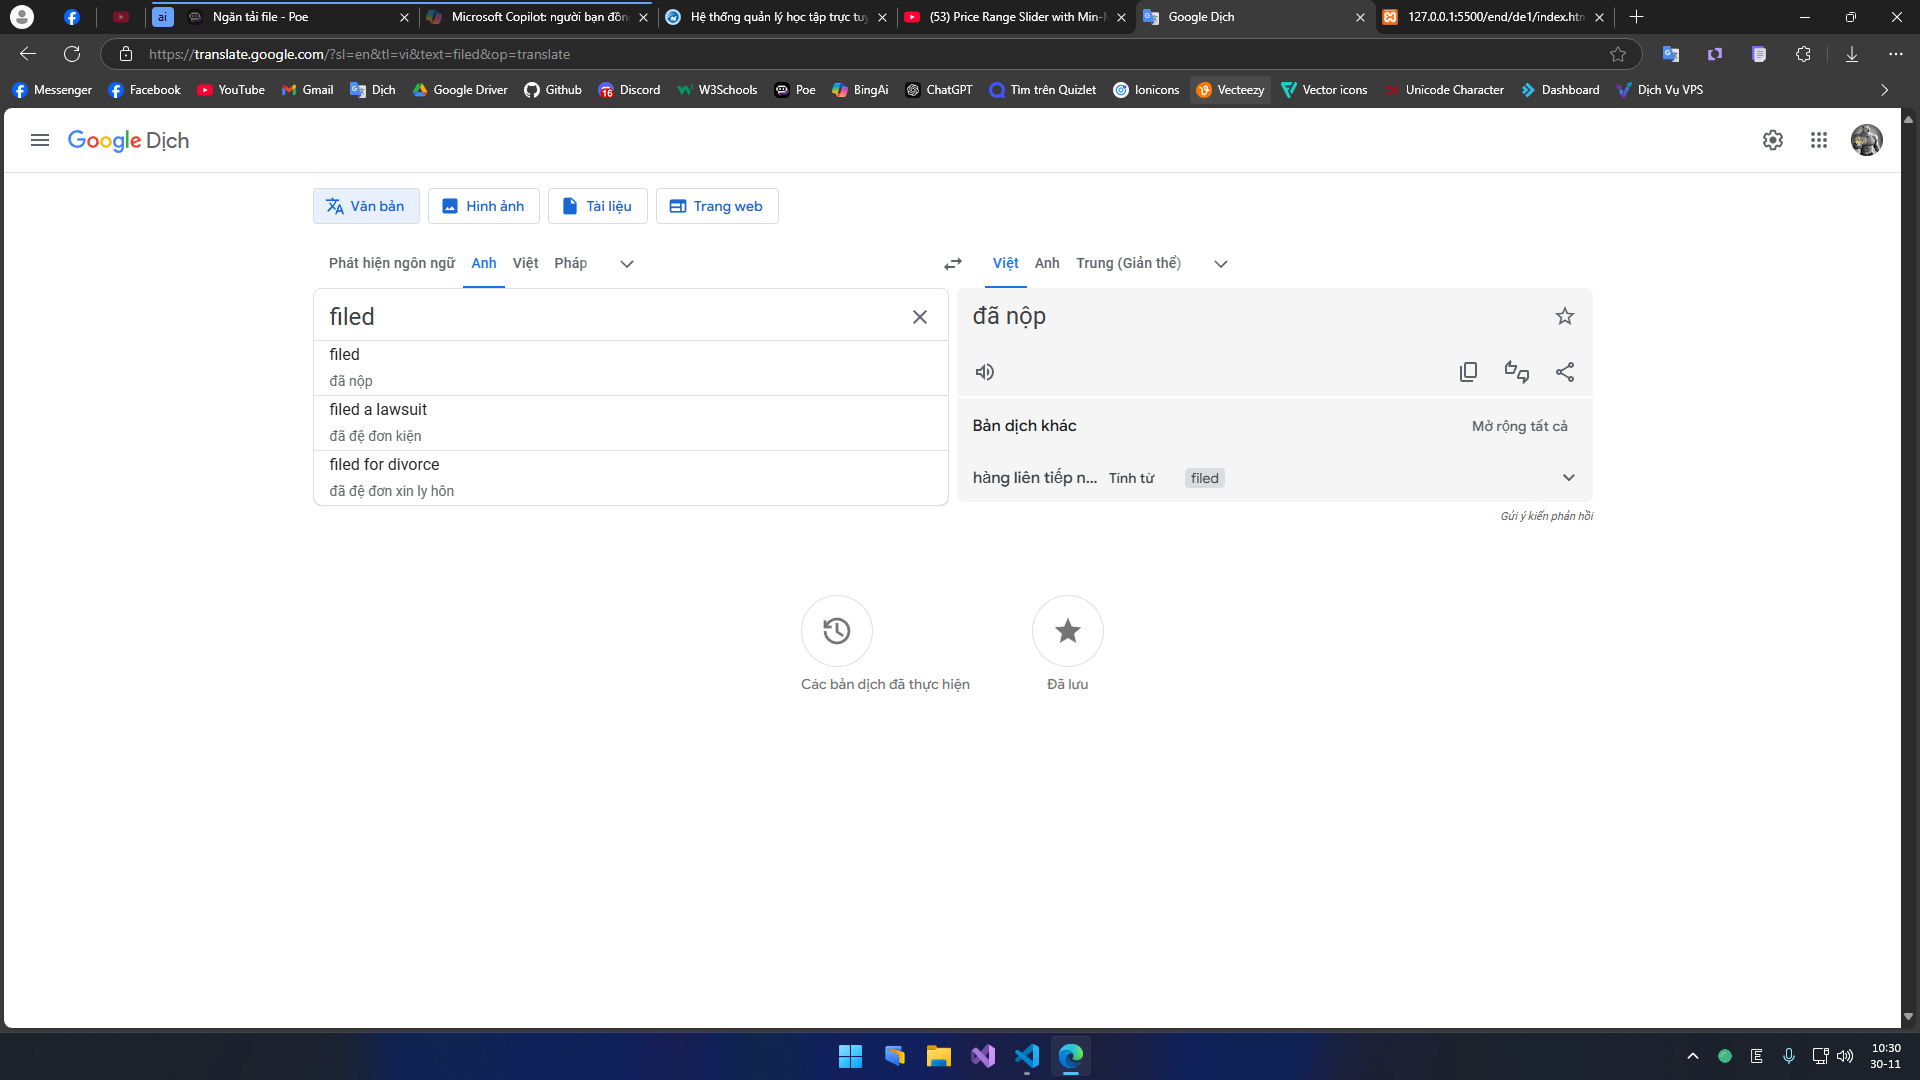 ai
Ngăn tải file - Poe
Microsoft Copilot: người bạn đồn
Hệ thống quản lý học tập trực tu
(53) Price Range Slider with Min-
Google Dịch
127.0.0.1:5500/end/de1/index.htm
https://translate.google.com/?sl=en&tl=vi&text=filed&op=translate
Messenger
Facebook
YouTube
Gmail
Dịch
Google Driver
Github
16
Discord
W3Schools
Poe
BingAi
ChatGPT
Tìm trên Quizlet
Ionicons
Vecteezy
Vector icons
Unicode Character
Dashboard
Dịch Vụ VPS
Google Dịch
Văn bản
Hình ảnh
Tài liệu
Trang web
Phát hiện ngôn ngữ
Anh
Việt
Pháp
Việt
Anh
Trung (Giản thể)
filed
filed
đã nộp
filed a lawsuit
đã đệ đơn kiện
filed for divorce
đã đệ đơn xin ly hôn
đã nộp
Bản dịch khác
Mở rộng tất cả
hàng liên tiếp n...
Tính từ
filed
Gửi ý kiến phản hồi
Các bản dịch đã thực hiện
Đã lưu
E
10:30
30-11